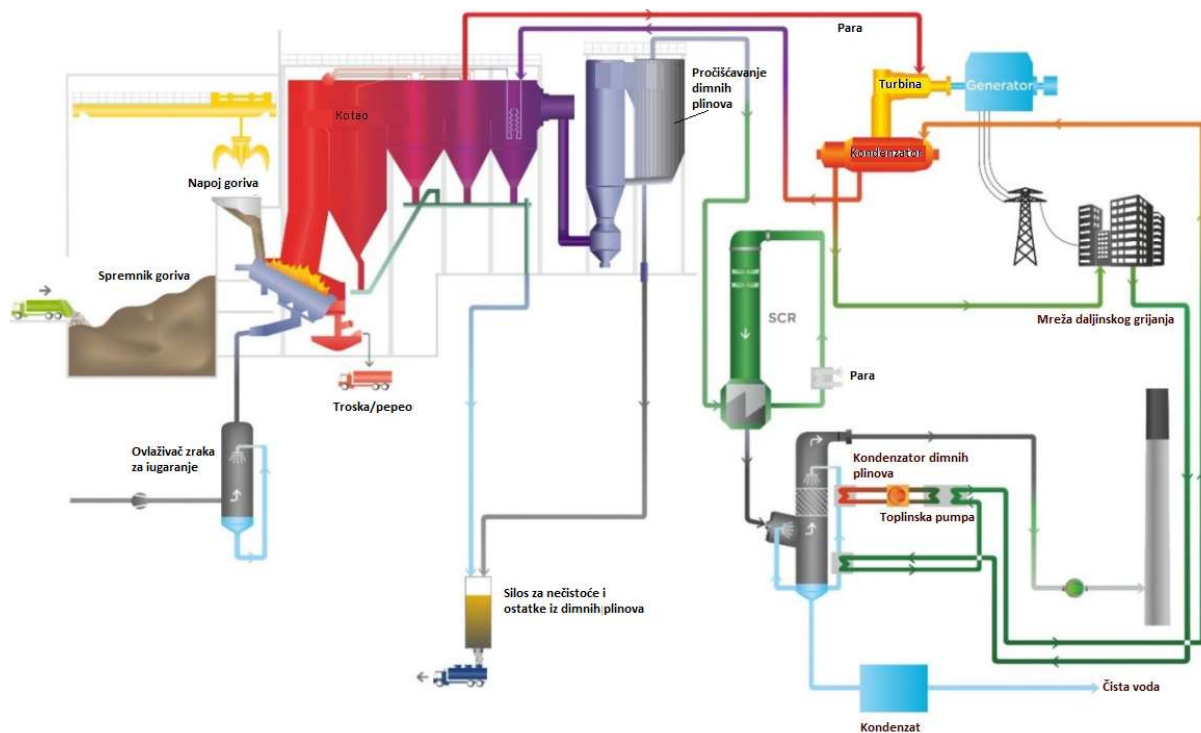 Para
Pročišćavanje
dimnih
plinova
Turbina
Generator
Kotao
Kondenzator
Napoj goriva
Spremnik goriva
Mreža daljinskog grijanja
SCR
Para
Troska/pepeo
Ovlaživač zraka
za iugaranje
Kondenzator dimnih
plinova
Toplinska pumpa
Silos za nečistoće i
ostatke iz dimnih plinova
Čista voda
Kondenzat